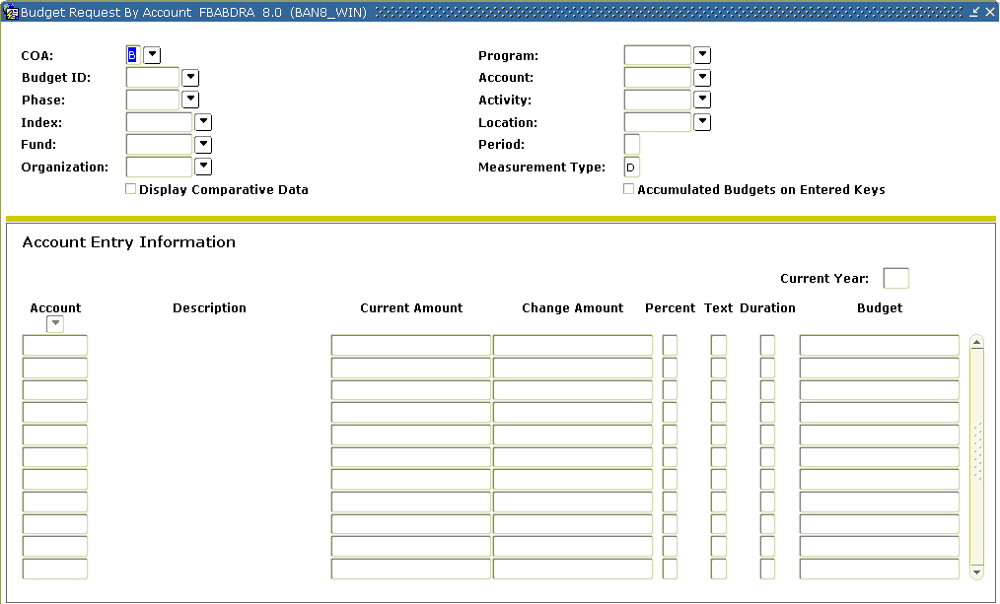 Budget Request By Account FBABDRA 8.0 (BAN8_WIN)
COA: B
Program:
Budget ID:
Account:
Phase:
Activity:
Index:
Location:
Fund:
Period:
Organization:
Measurement Type: D
Display Comparative Data
Accumulated Budgets on Entered Keys
Account Entry Information
Current Year:
Account Description Current Amount Change Amount Percent Text Duration Budget